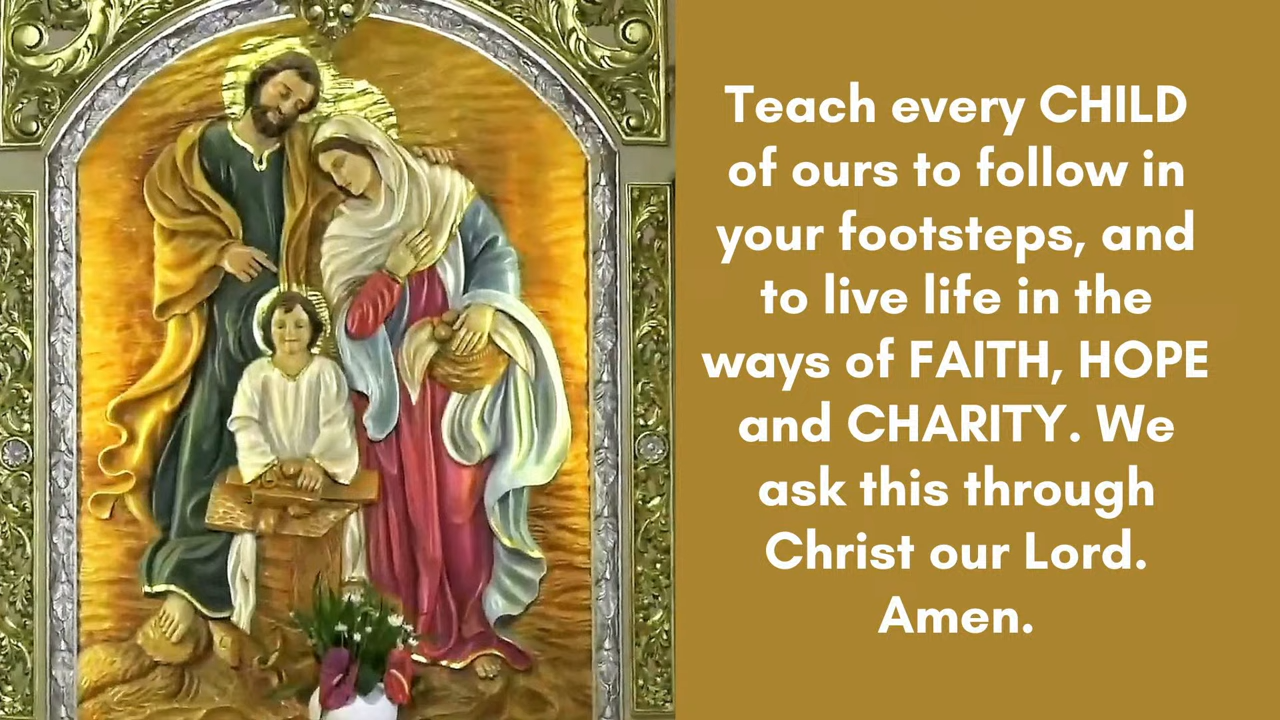 Teach every CHILD
of ours to follow in
your footsteps, and
to live life in the
ways of FAITH, HOPE
and CHARITY. We
ask this through
Christ our Lord.
Amen.